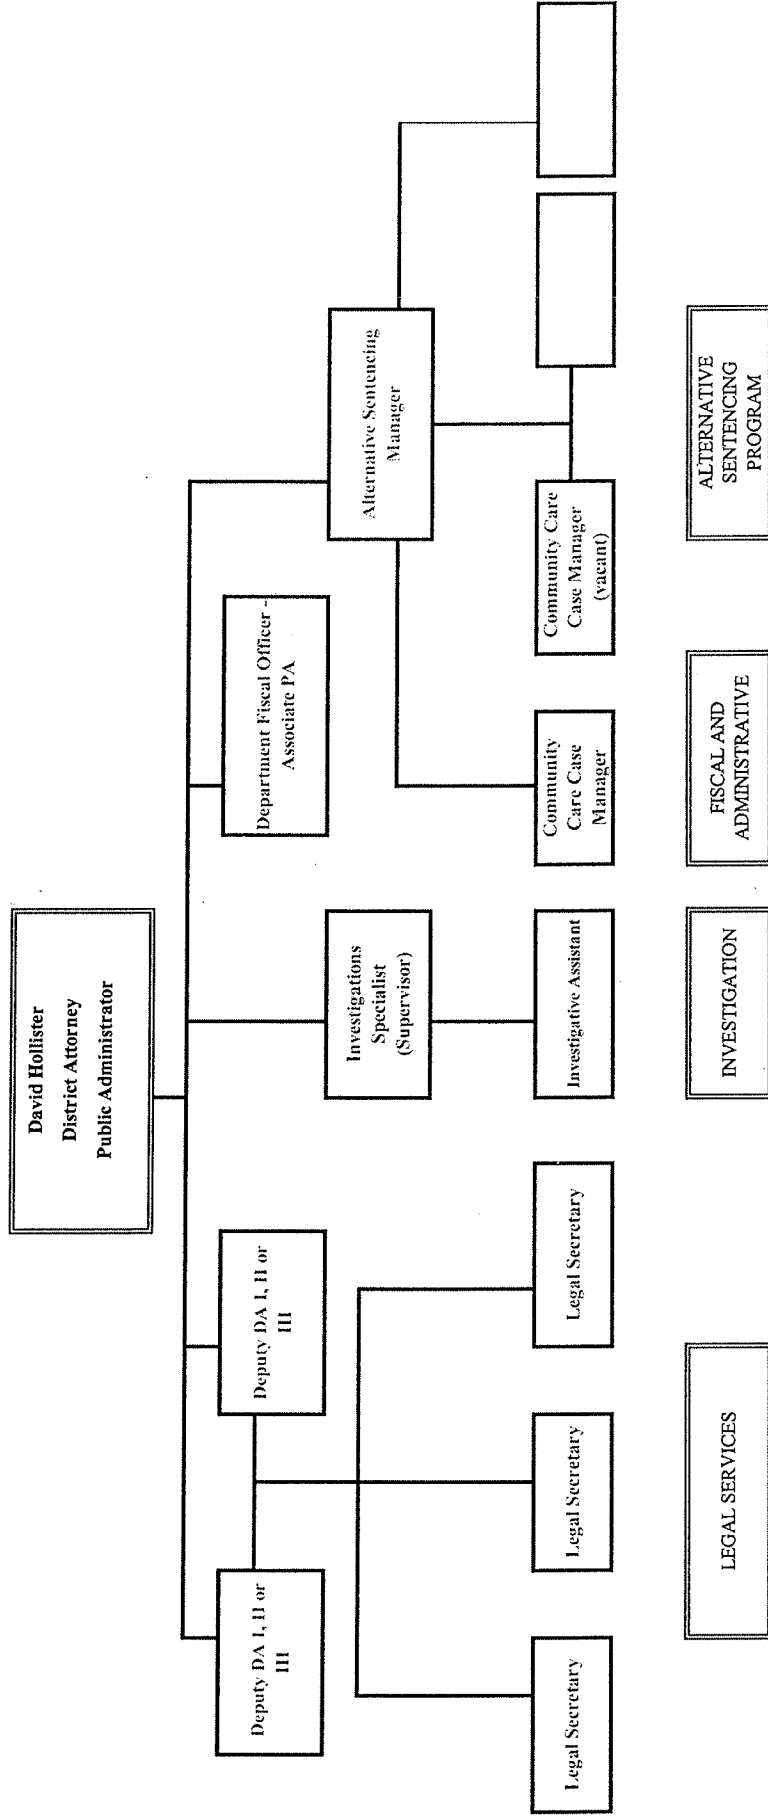 David Hollister
District Attorney
Public Administrator
Deputy DA I, II or
III
Deputy DA I, II or
III
Department Fiscal Officer -
Associate PA
Investigations
Specialist
(Supervisor)
Alternative Sentencing
Manager
Legal Secretary
Legal Secretary
Legal Secretary
Investigative Assistant
Community
Care Case
Manager
Community Care
Case Manager
(vacant)
LEGAL SERVICES
INVESTIGATION
FISCAL AND
ADMINISTRATIVE
ALTERNATIVE
SENTENCING
PROGRAM